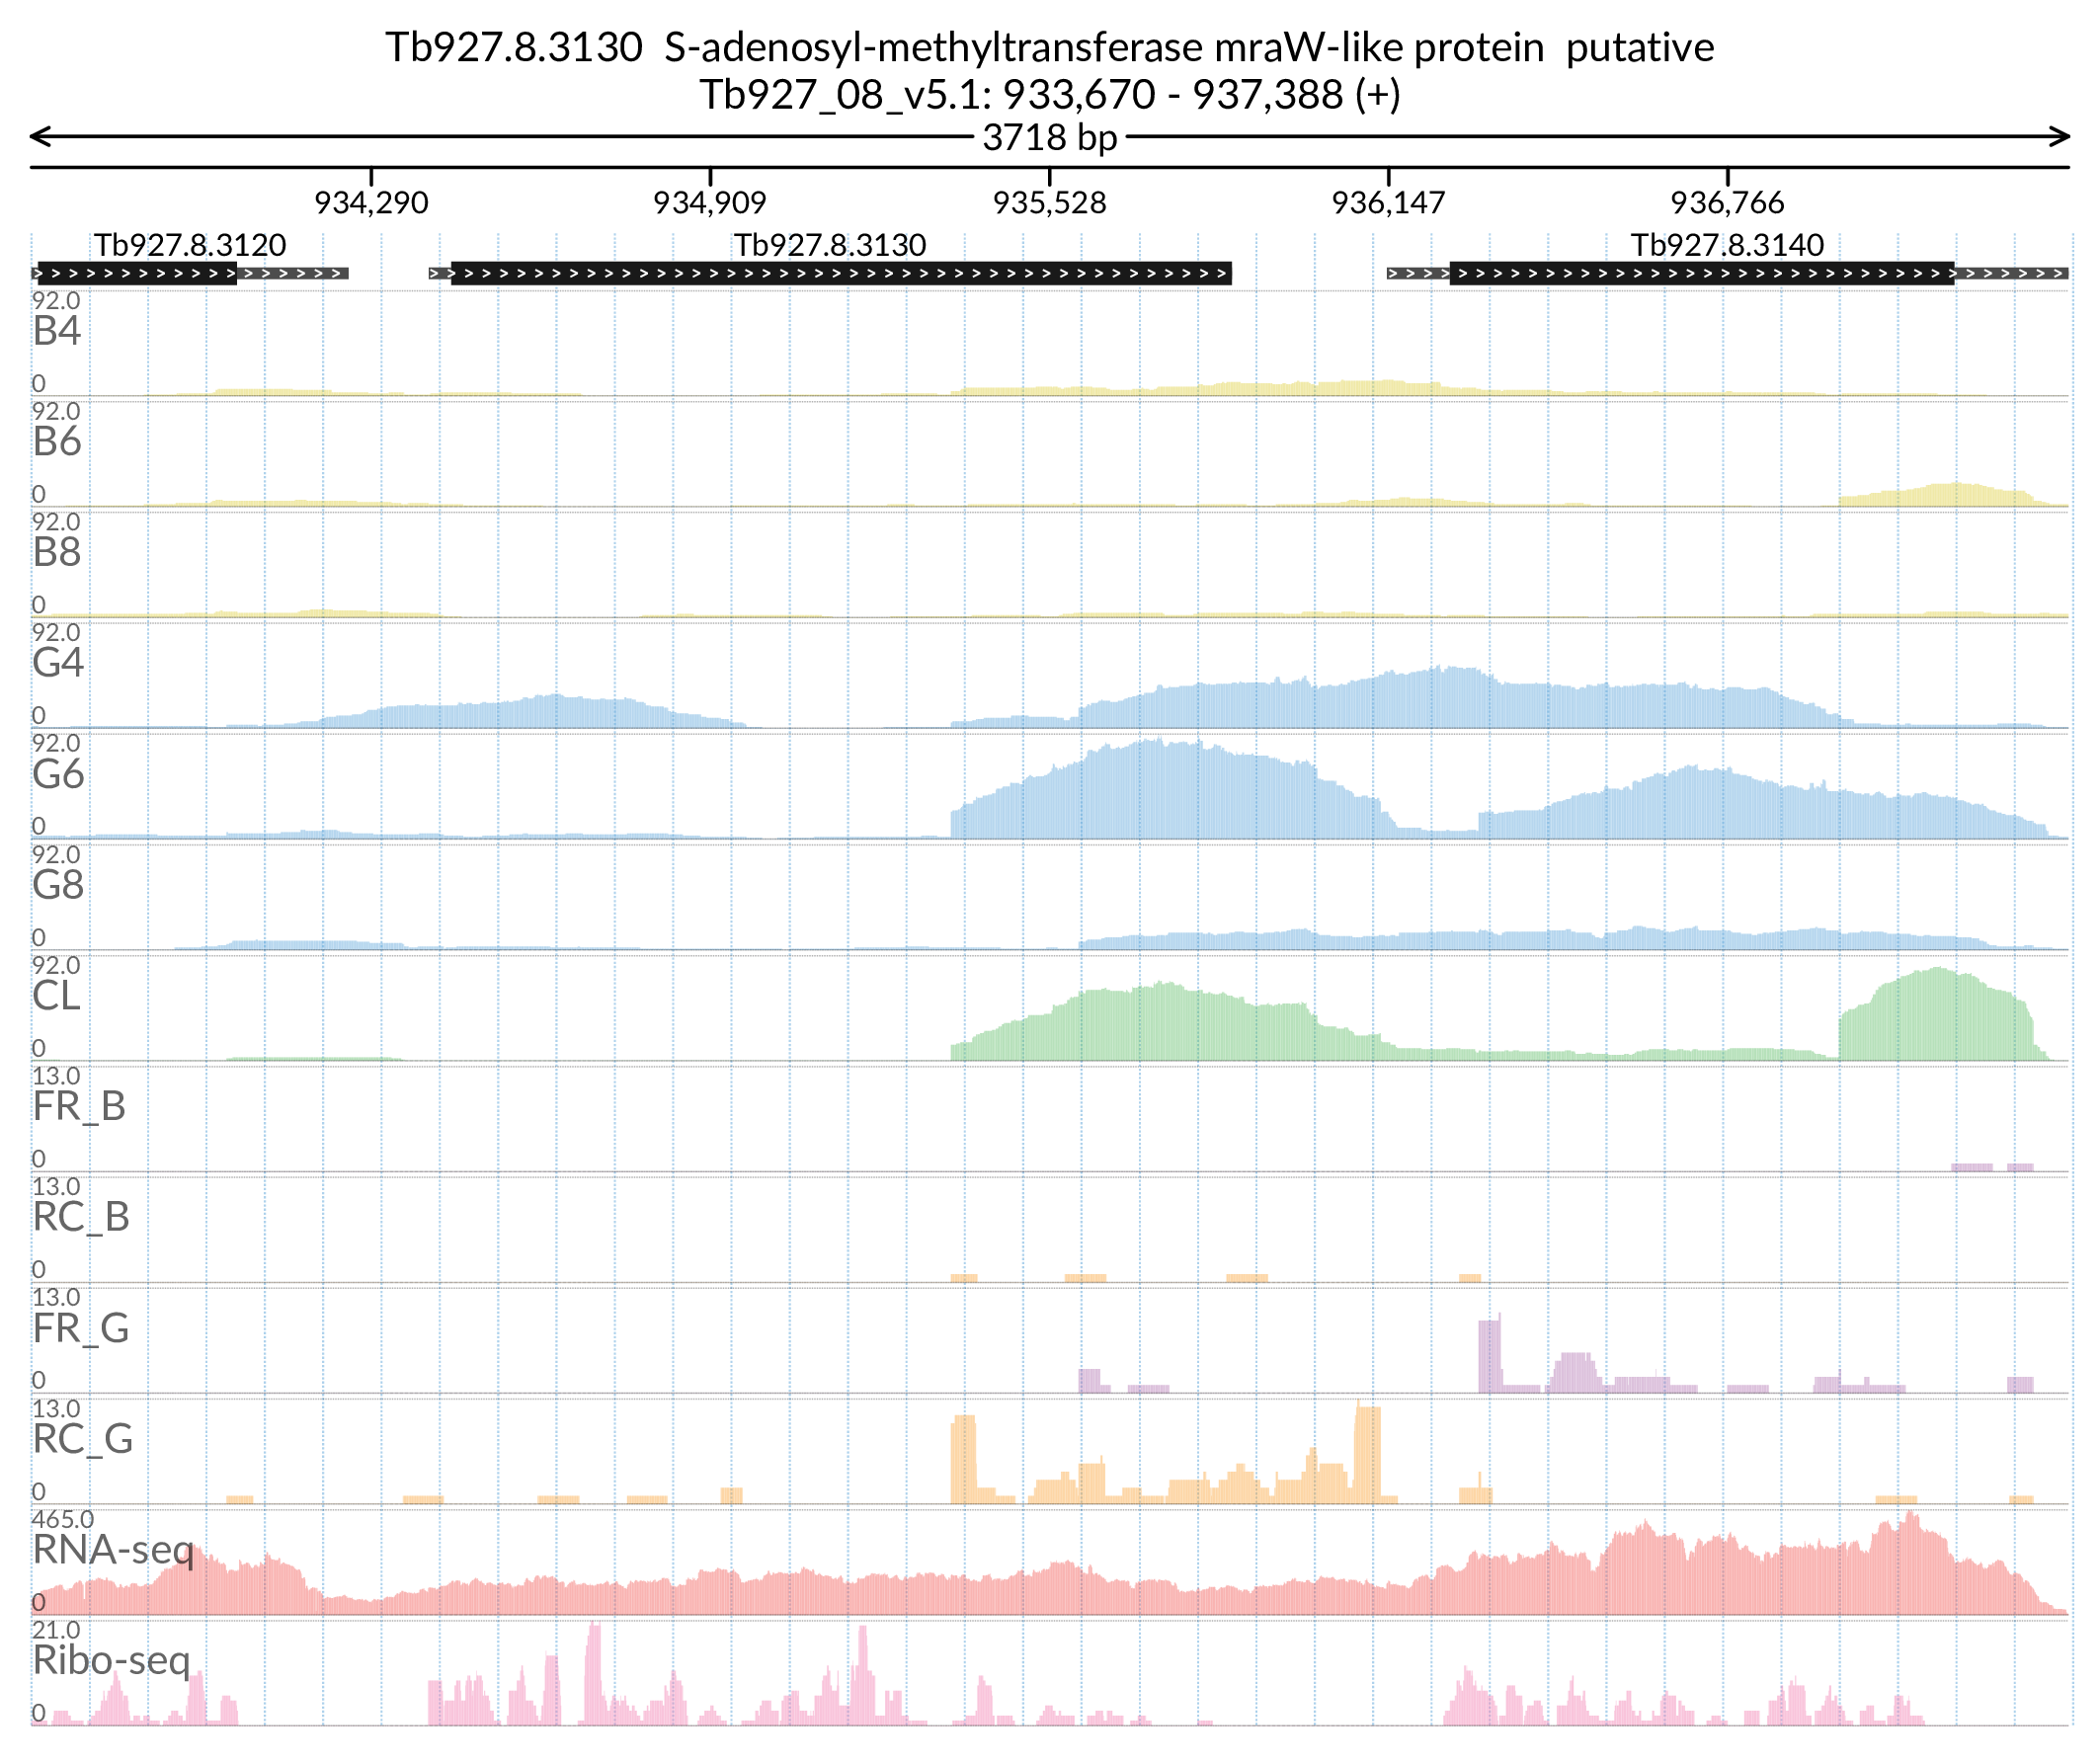 Tb927.8.3130  S-adenosyl-methyltransferase mraW-like protein  putative
Tb927_08_v5.1: 933,670 - 937,388 (+)
3718 bp
934,290 934,909 935,528 936,147 936,766
Tb927.8.3120 Tb927.8.3130 Tb927.8.3140
92.0
B4
0
92.0
B6
0
92.0
B8
0
92.0
G4
0
92.0
G6
0
92.0
G8
0
92.0
CL
0
13.0
FR_B
0
13.0
RC_B
0
13.0
FR_G
0
13.0
RC_G
0
465.0
RNA-seq
0
21.0
Ribo-seq
0